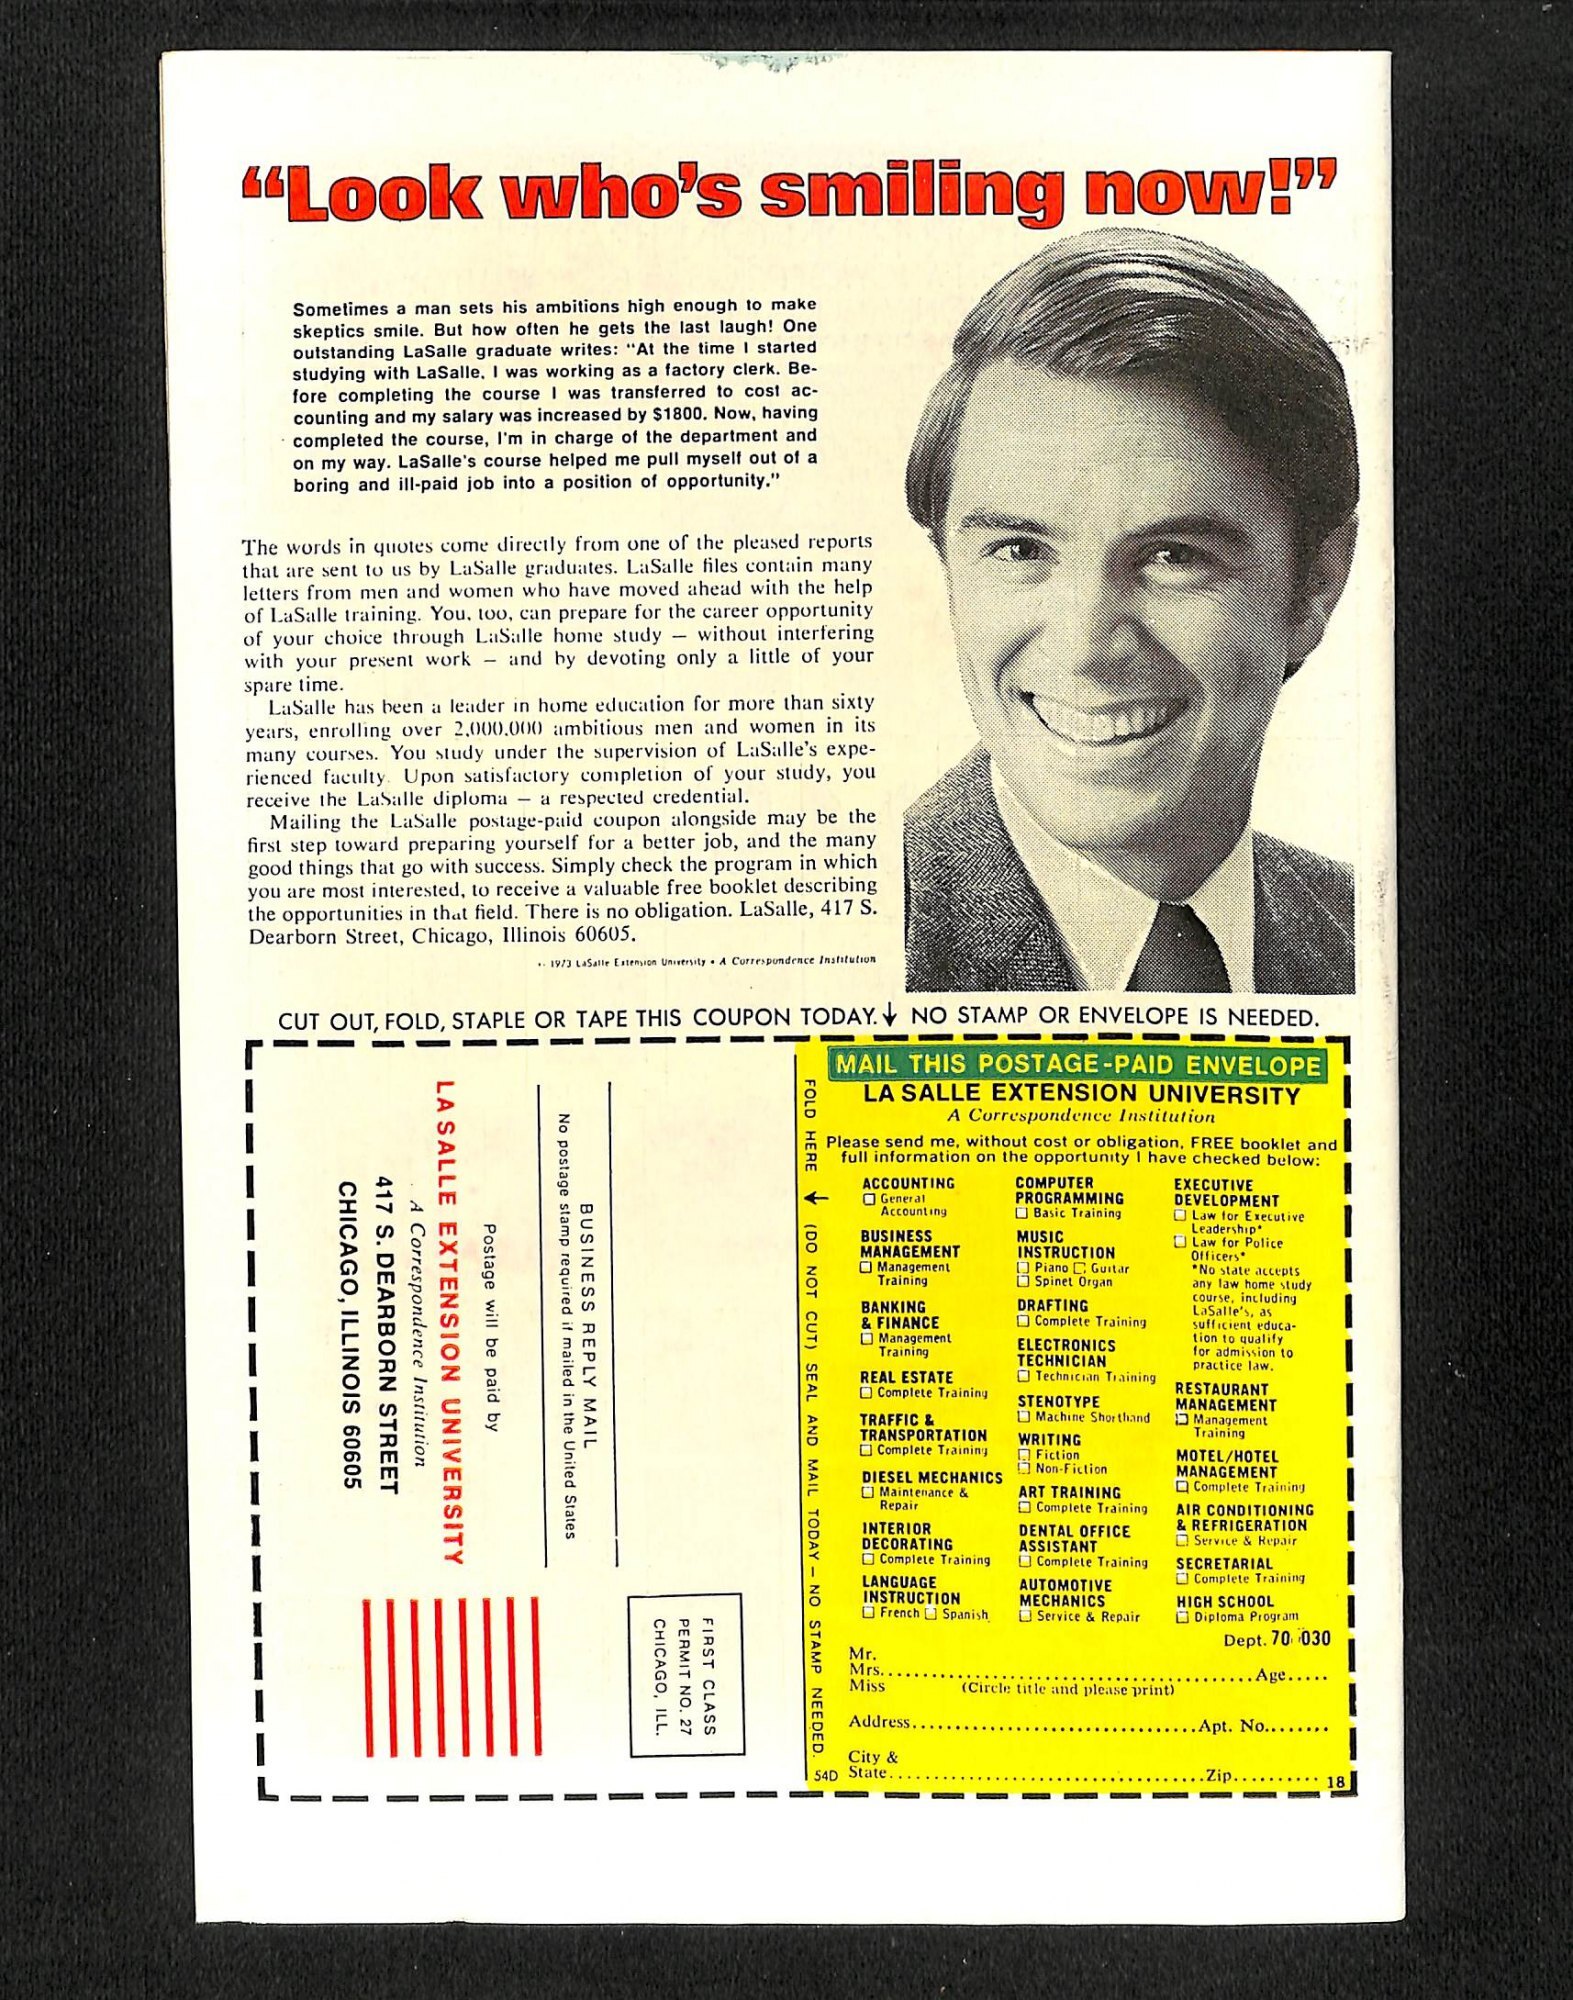 “Look who's smiling now!”
Sometimes a man sets his ambitions high enough to make
skeptics smile. But how often he gets the last laugh! One
outstanding LaSalle graduate writes: "At the time I started
studying with LaSalle, I was working as a factory clerk. Be-
fore completing the course I was transferred to cost ac-
counting and my salary was increased by $1800. Now, having
completed the course, I'm in charge of the department and
on my way. LaSalle's course helped me pull myself out of a
boring and ill-paid job into a position of opportunity."
The words in quotes come directly from one of the pleased reports
that are sent to us by LaSalle graduates. LaSalle files contain many
letters from men and women who have moved ahead with the help
of LaSalle training. You, too, can prepare for the career opportunity
of your choice through LaSalle home study — without interfering
with your present work — and by devoting only a little of your
spare time.
LaSalle has been a leader in home education for more than sixty
years, enrolling over 2,000,000 ambitious men and women in its
many courses. You study under the supervision of LaSalle's expe-
rienced faculty. Upon satisfactory completion of your study, you
receive the LaSalle diploma — a respected credential.
Mailing the LaSalle postage-paid coupon alongside may be the
first step toward preparing yourself for a better job, and the many
good things that go with success. Simply check the program in which
you are most interested, to receive a valuable free booklet describing
the opportunities in that field. There is no obligation. LaSalle, 417 S.
Dearborn Street, Chicago, Illinois 60605.
1973 LaSalle Extension University • A Correspondence Institution
CUT OUT, FOLD, STAPLE OR TAPE THIS COUPON TODAY. ↓ NO STAMP OR ENVELOPE IS NEEDED.
FIRST CLASS
PERMIT NO. 27
CHICAGO, ILL.
BUSINESS REPLY MAIL
No postage stamp required if mailed in the United States
Postage will be paid by
LA SALLE EXTENSION UNIVERSITY
A Correspondence Institution
417 S. DEARBORN STREET
CHICAGO, ILLINOIS 60605
FOLD HERE ↓ (DO NOT CUT) SEAL AND MAIL TODAY — NO STAMP NEEDED.
MAIL THIS POSTAGE-PAID ENVELOPE
LA SALLE EXTENSION UNIVERSITY
A Correspondence Institution
Please send me, without cost or obligation, FREE booklet and
full information on the opportunity I have checked below:
ACCOUNTING
☐ General
Accounting
BUSINESS
MANAGEMENT
☐ Management
Training
BANKING
& FINANCE
☐ Management
Training
REAL ESTATE
☐ Complete Training
TRAFFIC &
TRANSPORTATION
☐ Complete Training
DIESEL MECHANICS
☐ Maintenance &
Repair
INTERIOR
DECORATING
☐ Complete Training
LANGUAGE
INSTRUCTION
☐ French ☐ Spanish
COMPUTER
PROGRAMMING
☐ Basic Training
MUSIC
INSTRUCTION
☐ Piano ☐ Guitar
☐ Spinet Organ
DRAFTING
☐ Complete Training
ELECTRONICS
TECHNICIAN
☐ Technician Training
STENOTYPE
☐ Machine Shorthand
WRITING
☐ Fiction
☐ Non-Fiction
ART TRAINING
☐ Complete Training
DENTAL OFFICE
ASSISTANT
☐ Complete Training
AUTOMOTIVE
MECHANICS
☐ Service & Repair
EXECUTIVE
DEVELOPMENT
☐ Law for Executive
Leadership*
☐ Law for Police
Officers*
*No state accepts
any law home study
course, including
LaSalle's, as
sufficient educa-
tion to qualify
for admission to
practice law.
RESTAURANT
MANAGEMENT
☐ Management
Training
MOTEL/HOTEL
MANAGEMENT
☐ Complete Training
AIR CONDITIONING
& REFRIGERATION
☐ Service & Repair
SECRETARIAL
☐ Complete Training
HIGH SCHOOL
☐ Diploma Program
Dept. 70-030
Mr.
Mrs. Age
Miss (Circle title and please print)
Address Apt. No.
City &
State Zip
54D 18